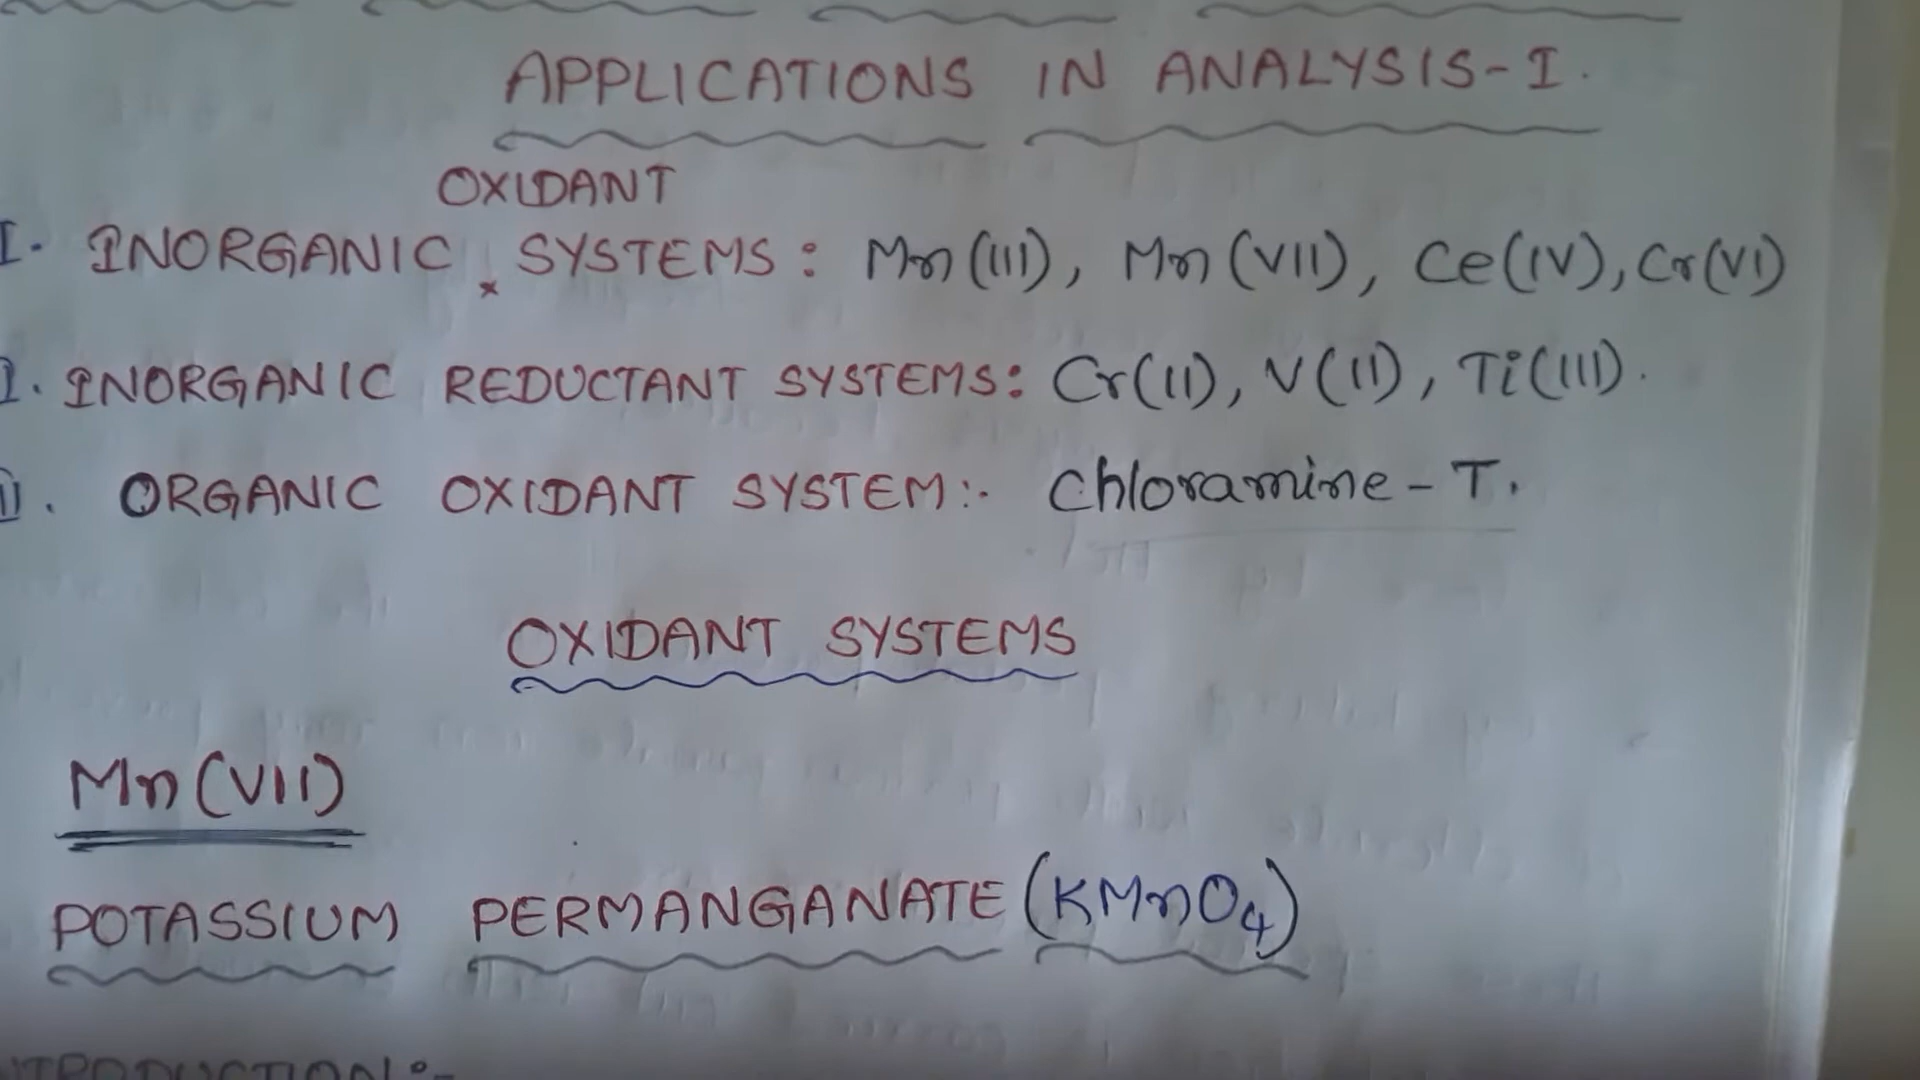 APPLICATIONS IN ANALYSIS-I.
OXIDANT
I. INORGANIC x SYSTEMS : Mn(III), Mn(VII), Ce(IV), Cr(VI)
I. INORGANIC REDUCTANT SYSTEMS: Cr(II), V(II), Ti(III).
II. ORGANIC OXIDANT SYSTEM:- Chloramine-T.
OXIDANT SYSTEMS
Mn(VII)
POTASSIUM PERMANGANATE (KMnO4)
NTRODUCTION:-